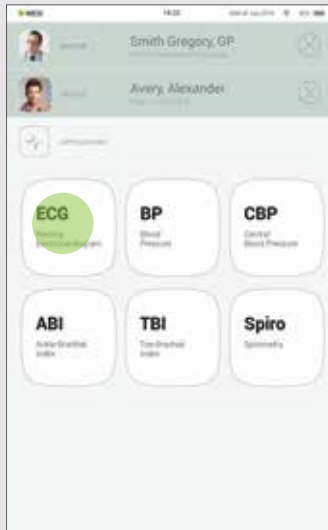 MESI
Smith Gregory, GP
Avery, Alexander
ECG
Resting
Electrocardiogram
BP
Blood
Pressure
CBP
Central
Blood Pressure
ABI
Ankle-Brachial
Index
TBI
Toe-Brachial
Index
Spiro
Spirometry